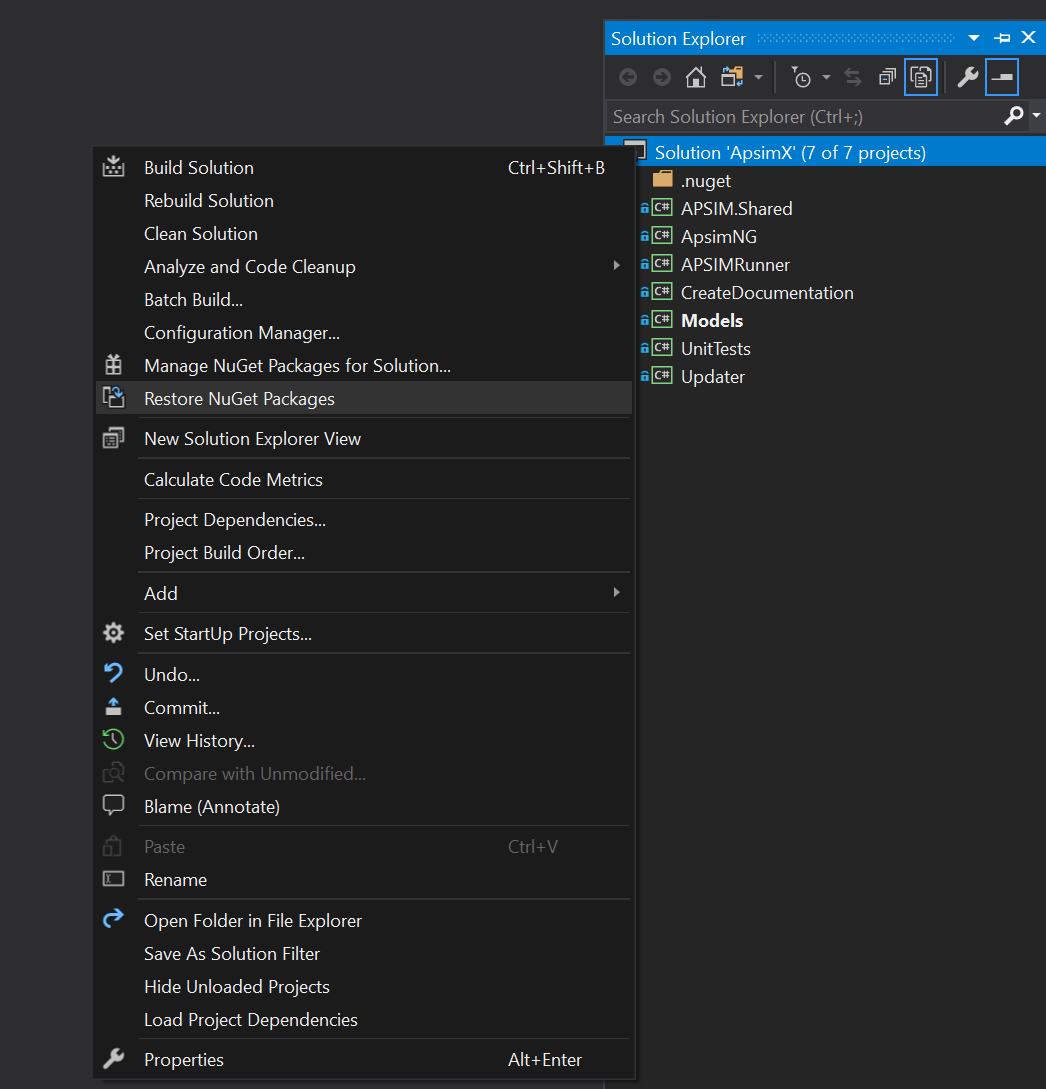 Solution Explorer
Search Solution Explorer (Ctrl+;)
Solution 'ApsimX' (7 of 7 projects)
.nuget
C# APSIM.Shared
C# ApsimNG
C# APSIMRunner
C# CreateDocumentation
C# Models
C# UnitTests
C# Updater
Build Solution Ctrl+Shift+B
Rebuild Solution
Clean Solution
Analyze and Code Cleanup
Batch Build...
Configuration Manager...
Manage NuGet Packages for Solution...
Restore NuGet Packages
New Solution Explorer View
Calculate Code Metrics
Project Dependencies...
Project Build Order...
Add
Set StartUp Projects...
Undo...
Commit...
View History...
Compare with Unmodified...
Blame (Annotate)
Paste Ctrl+V
Rename
Open Folder in File Explorer
Save As Solution Filter
Hide Unloaded Projects
Load Project Dependencies
Properties Alt+Enter